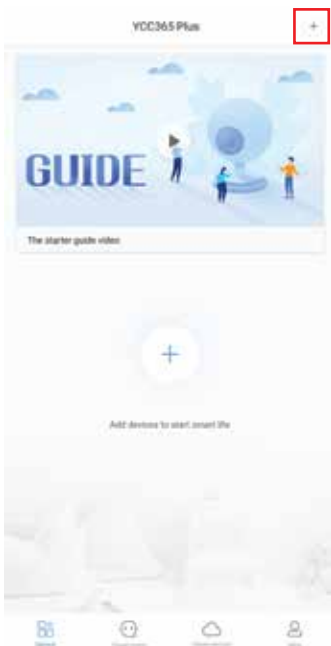 YCC365 Plus
+
GUIDE
The starter guide video
+
Add devices to start smart life